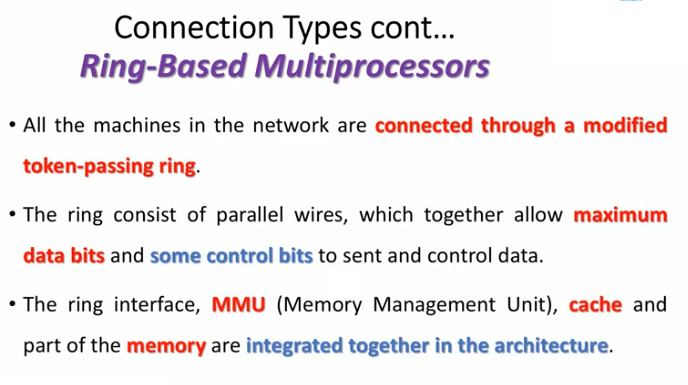 Connection Types cont...
Ring-Based Multiprocessors
• All the machines in the network are connected through a modified
token-passing ring.
• The ring consist of parallel wires, which together allow maximum
data bits and some control bits to sent and control data.
• The ring interface, MMU (Memory Management Unit), cache and
part of the memory are integrated together in the architecture.